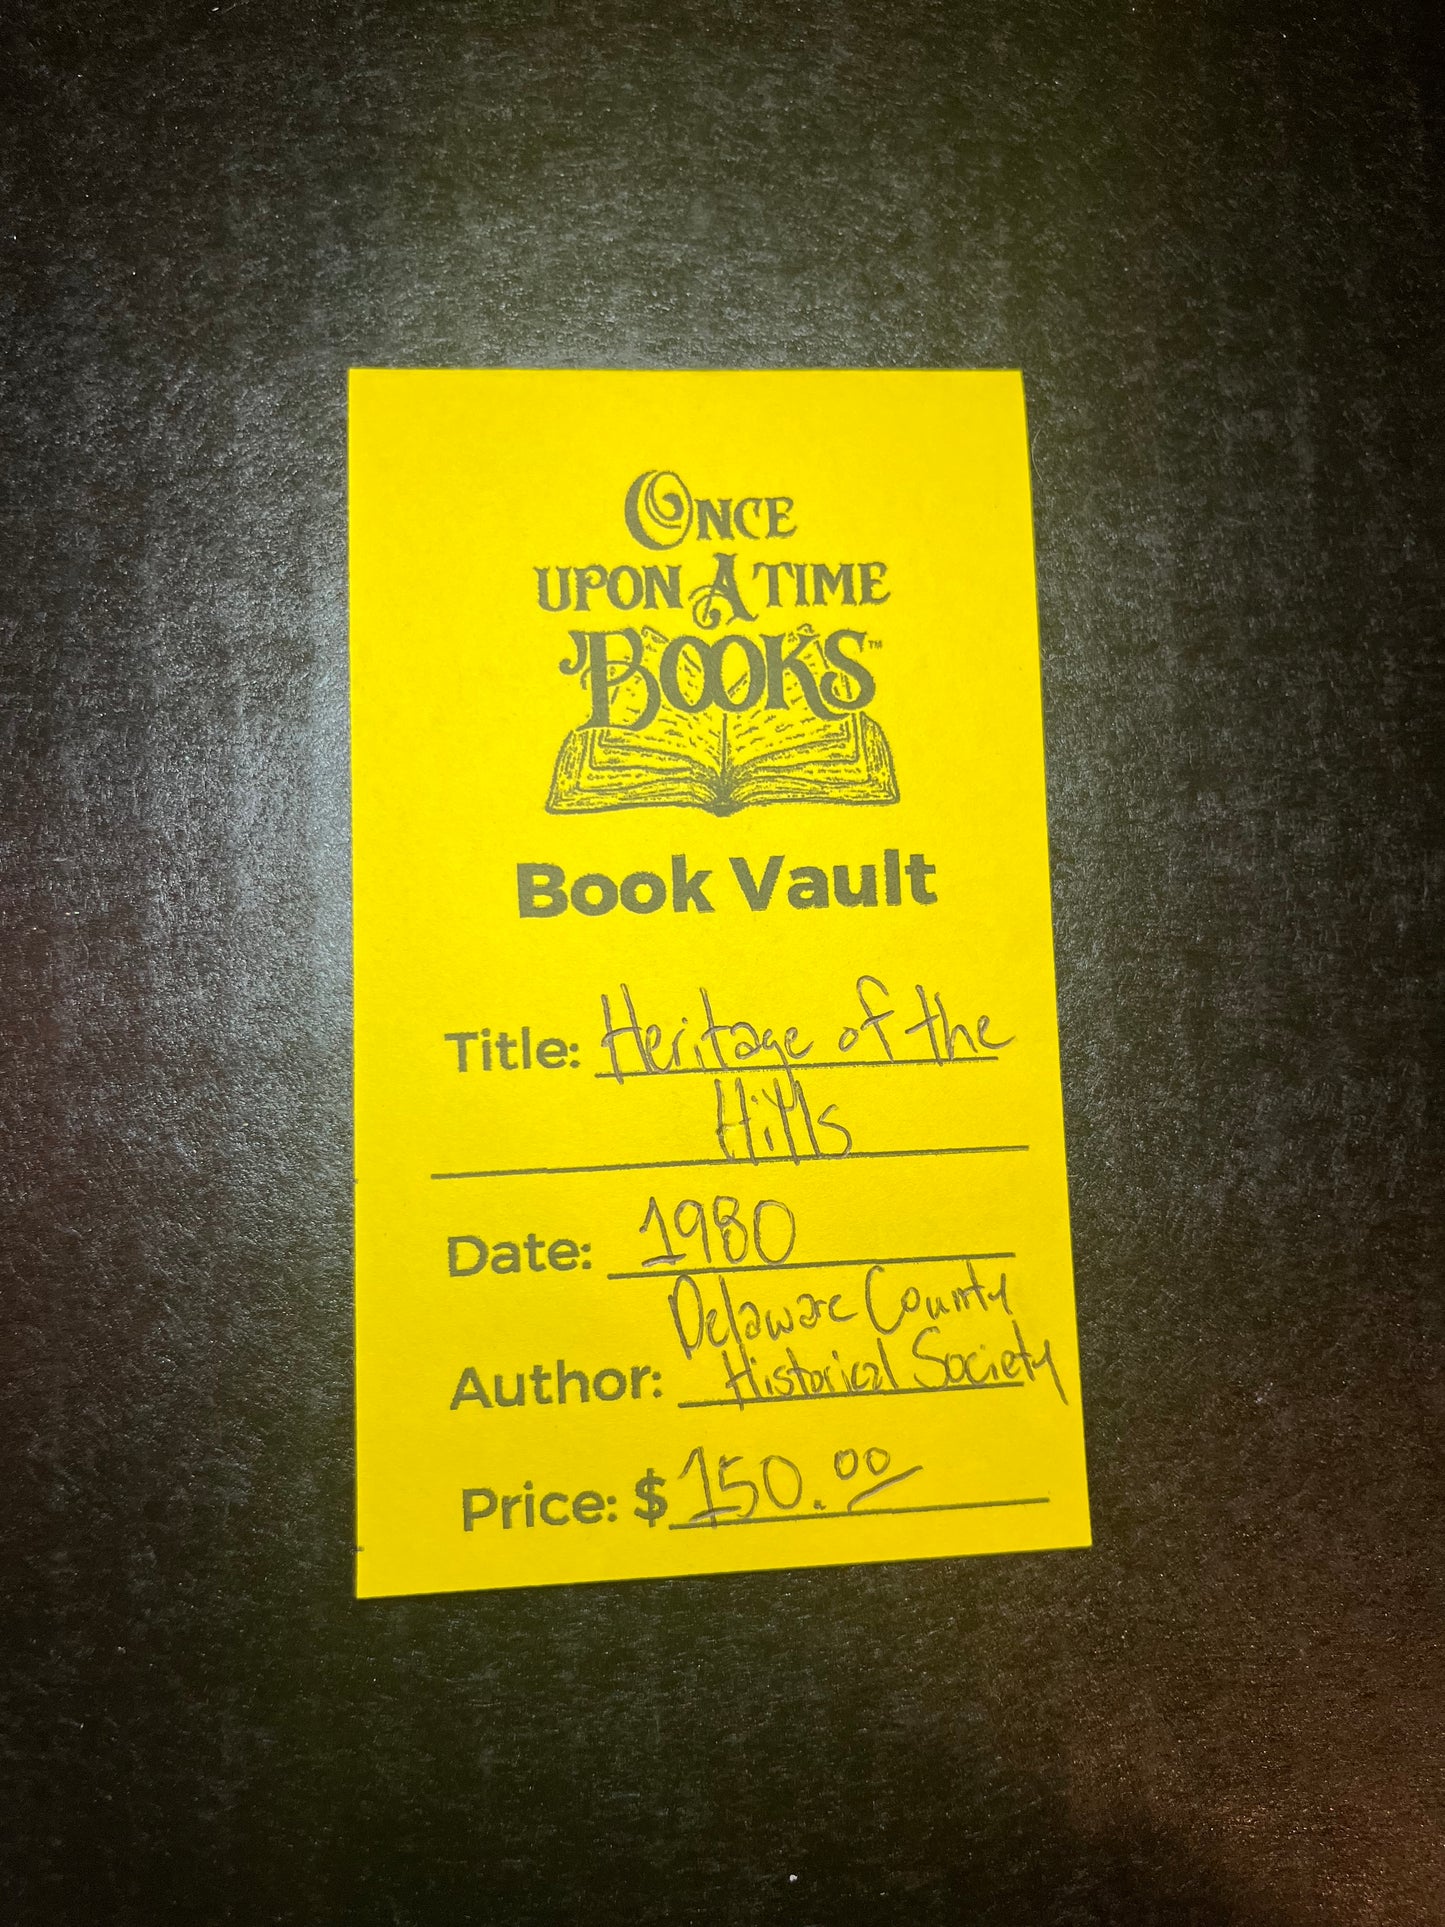 ONCE
UPON A TIME
BOOKS™
Book Vault
Title: Heritage of the
Hills
Date: 1980
Delaware County
Author: Historical Society
Price: $ 150.00